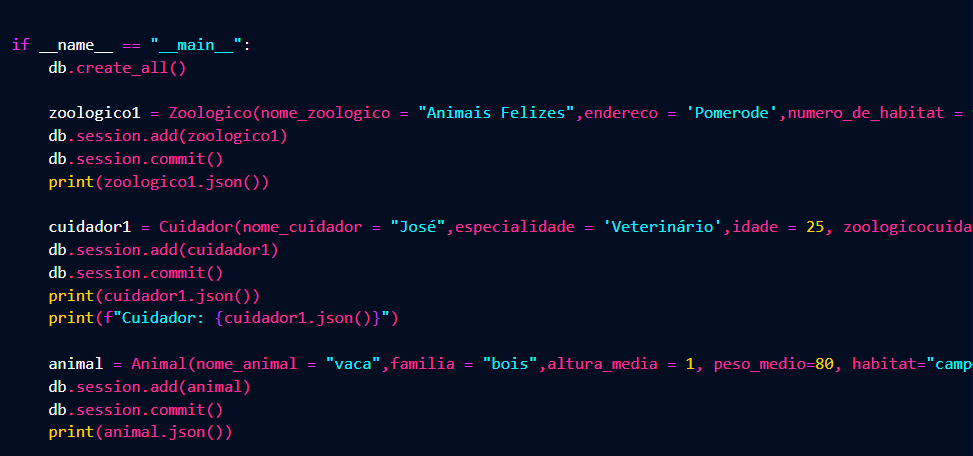 if __name__ == "__main__":
    db.create_all()
    zoologico1 = Zoologico(nome_zoologico = "Animais Felizes",endereco = 'Pomerode',numero_de_habitat =
    db.session.add(zoologico1)
    db.session.commit()
    print(zoologico1.json())
    cuidador1 = Cuidador(nome_cuidador = "José",especialidade = 'Veterinário',idade = 25, zoologicocuida
    db.session.add(cuidador1)
    db.session.commit()
    print(cuidador1.json())
    print(f"Cuidador: {cuidador1.json()}")
    animal = Animal(nome_animal = "vaca",familia = "bois",altura_media = 1, peso_medio=80, habitat="camp
    db.session.add(animal)
    db.session.commit()
    print(animal.json())